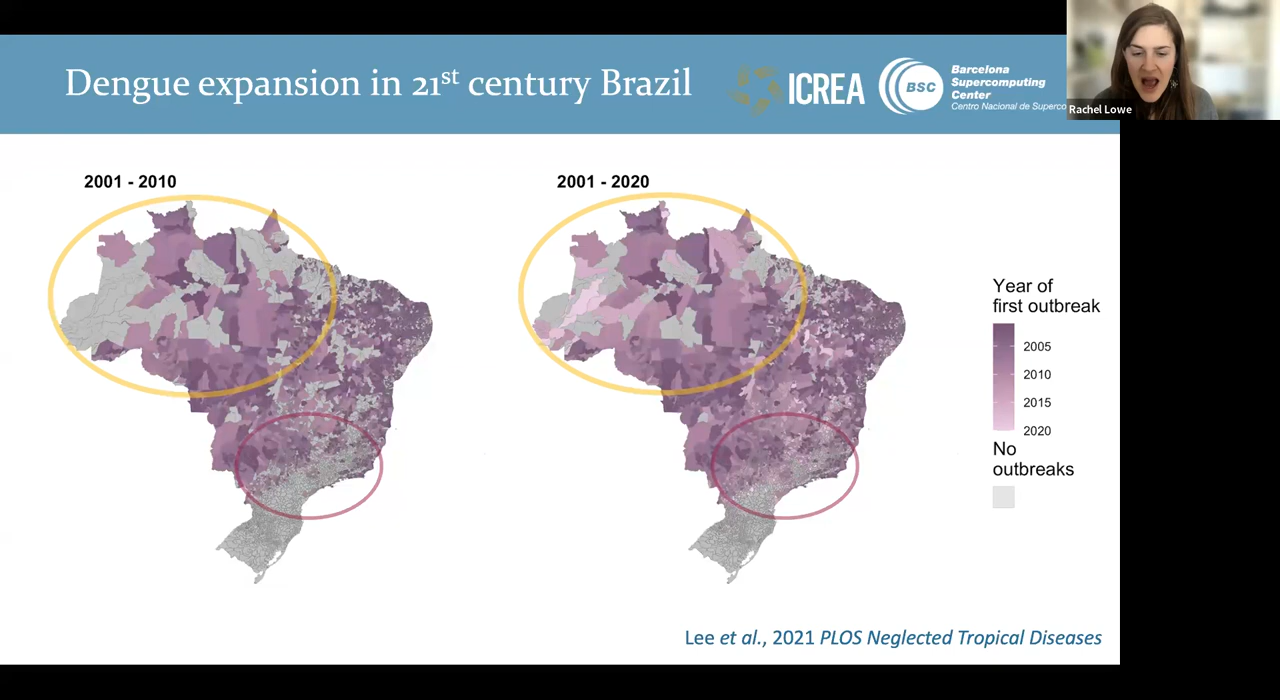 Dengue expansion in 21st century Brazil
ICREA
BSC
Barcelona
Supercomputing
Center
Centro Nacional de Superco
Rachel Lowe
2001 - 2010
2001 - 2020
Year of
first outbreak
2005
2010
2015
2020
No
outbreaks
Lee et al., 2021 PLOS Neglected Tropical Diseases